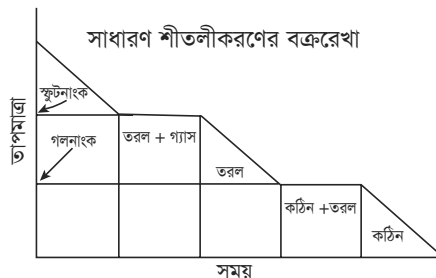 সাধারণ শীতলীকরণের বক্ররেখা
স্ফুটনাংক
গলনাংক
তরল + গ্যাস
তরল
কঠিন +তরল
কঠিন
তাপমাত্রা
সময়